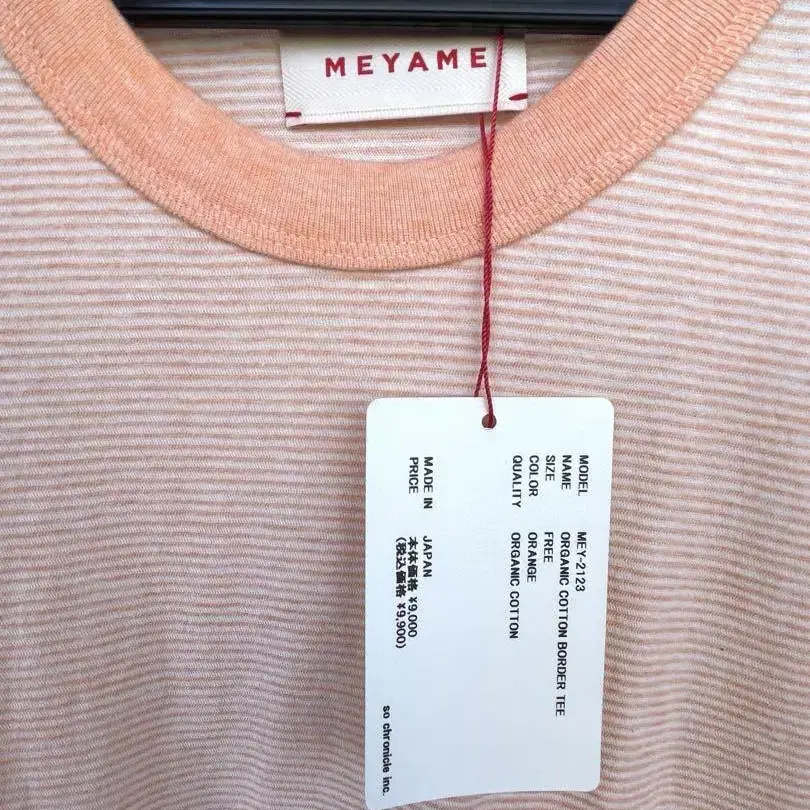 MEYAME
MODEL MEY-2123
NAME ORGANIC COTTON BORDER TEE
SIZE FREE
COLOR ORANGE
QUALITY ORGANIC COTTON
MADE IN JAPAN
PRICE 本体価格 ¥9,000
(税込価格 ¥9,900)
so chronicle inc.